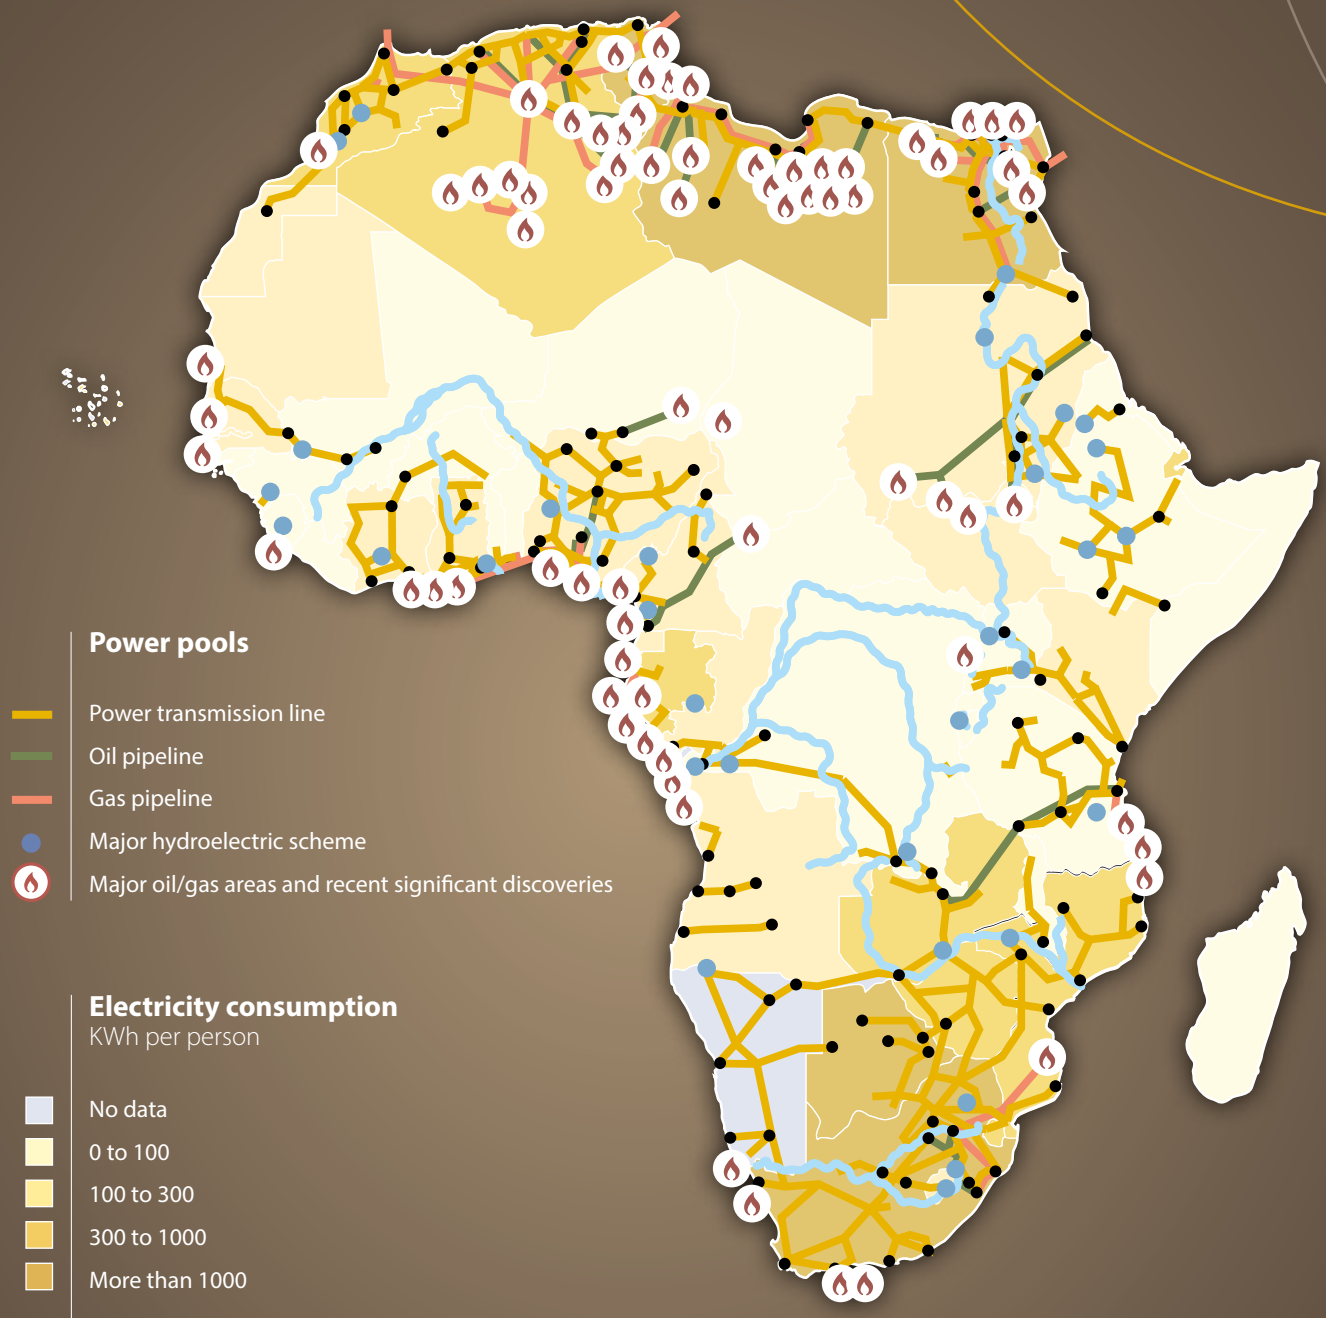 Power pools
Power transmission line
Oil pipeline
Gas pipeline
Major hydroelectric scheme
Major oil/gas areas and recent significant discoveries
Electricity consumption
KWh per person
No data
0 to 100
100 to 300
300 to 1000
More than 1000